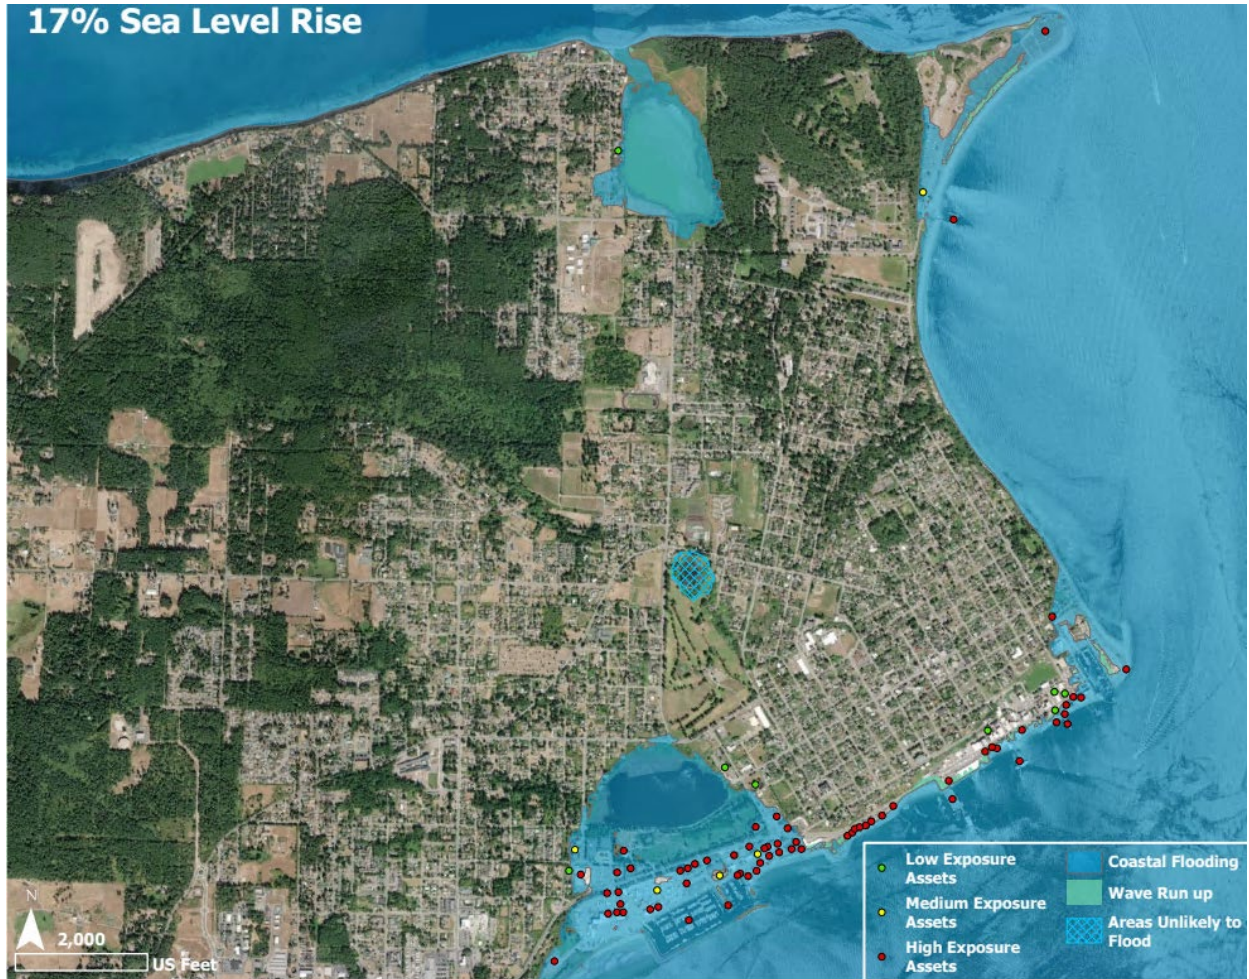 17% Sea Level Rise
Low Exposure
Assets
Medium Exposure
Assets
High Exposure
Assets
Coastal Flooding
Wave Run up
Areas Unlikely to
Flood
N
2,000
US Feet